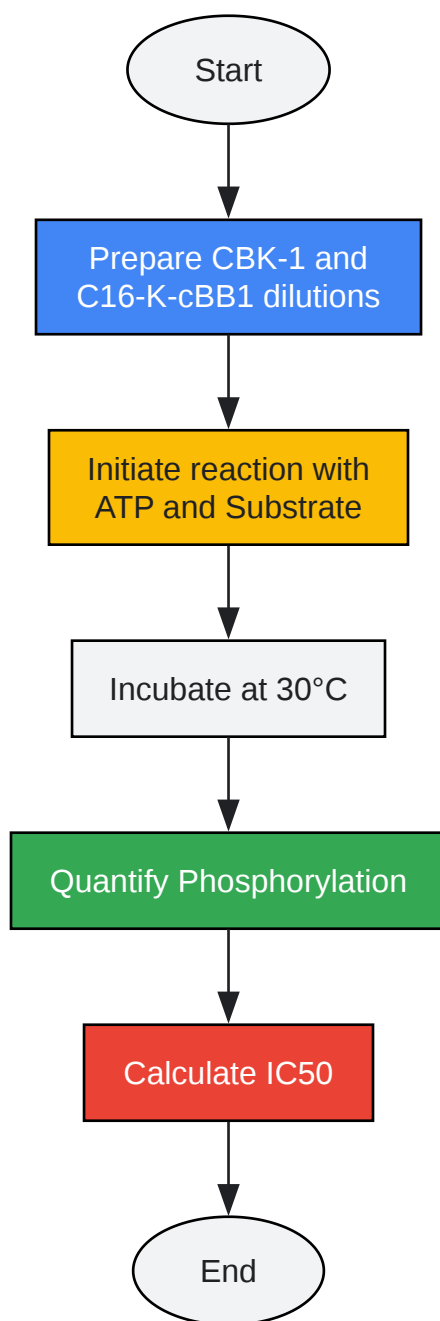 Start
Prepare CBK-1 and
C16-K-cBB1 dilutions
Initiate reaction with
ATP and Substrate
Incubate at 30°C
Quantify Phosphorylation
Calculate IC50
End